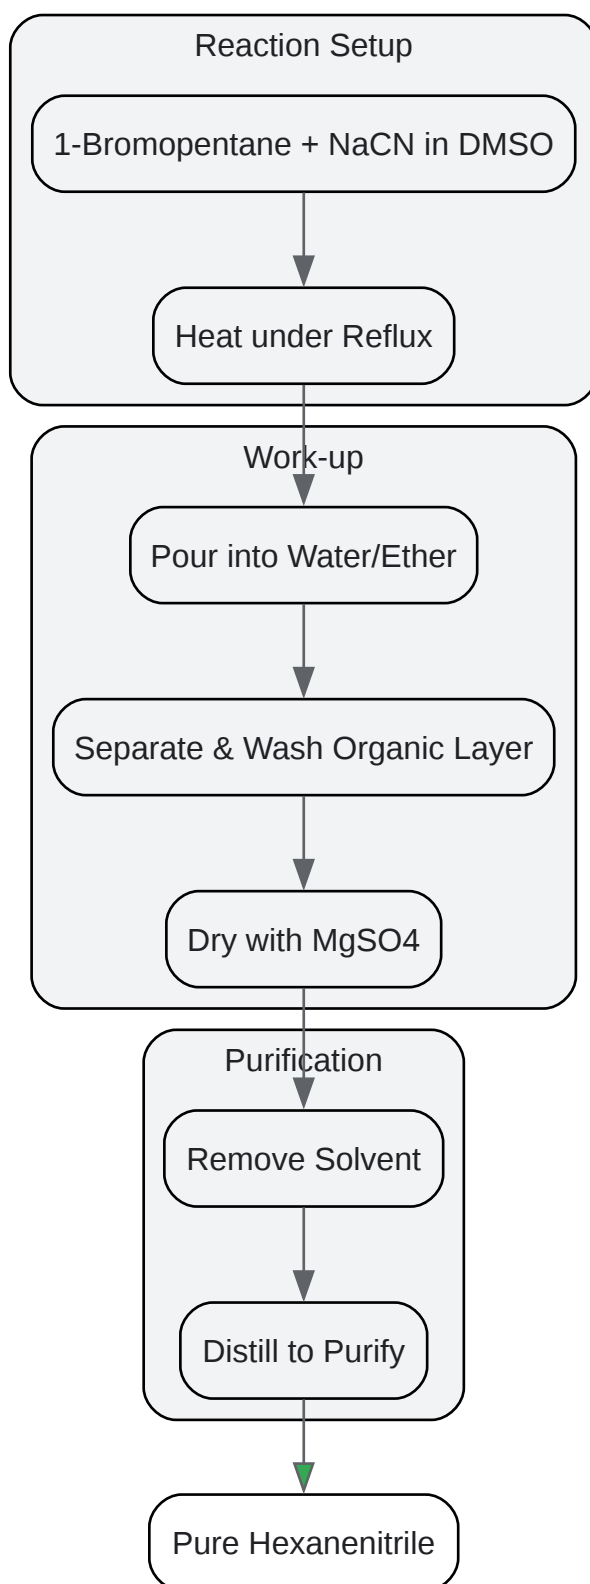 Reaction Setup
1-Bromopentane + NaCN in DMSO
Heat under Reflux
Work-up
Pour into Water/Ether
Separate & Wash Organic Layer
Dry with MgSO4
Purification
Remove Solvent
Distill to Purify
Pure Hexanenitrile